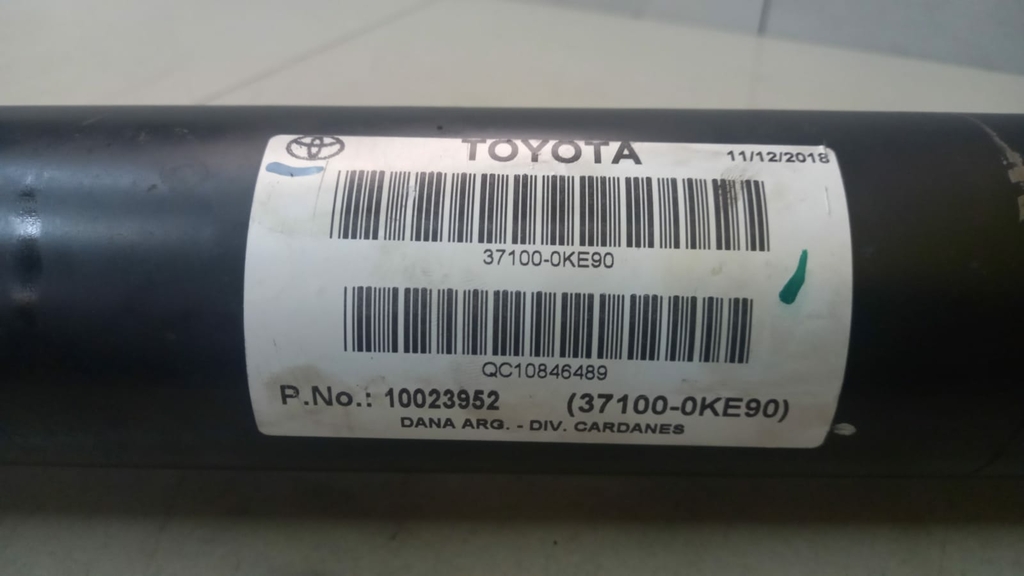 TOYOTA 11/12/2018
37100-0KE90
QC10846489
P.No.: 10023952 (37100-0KE90)
DANA ARG. - DIV. CARDANES